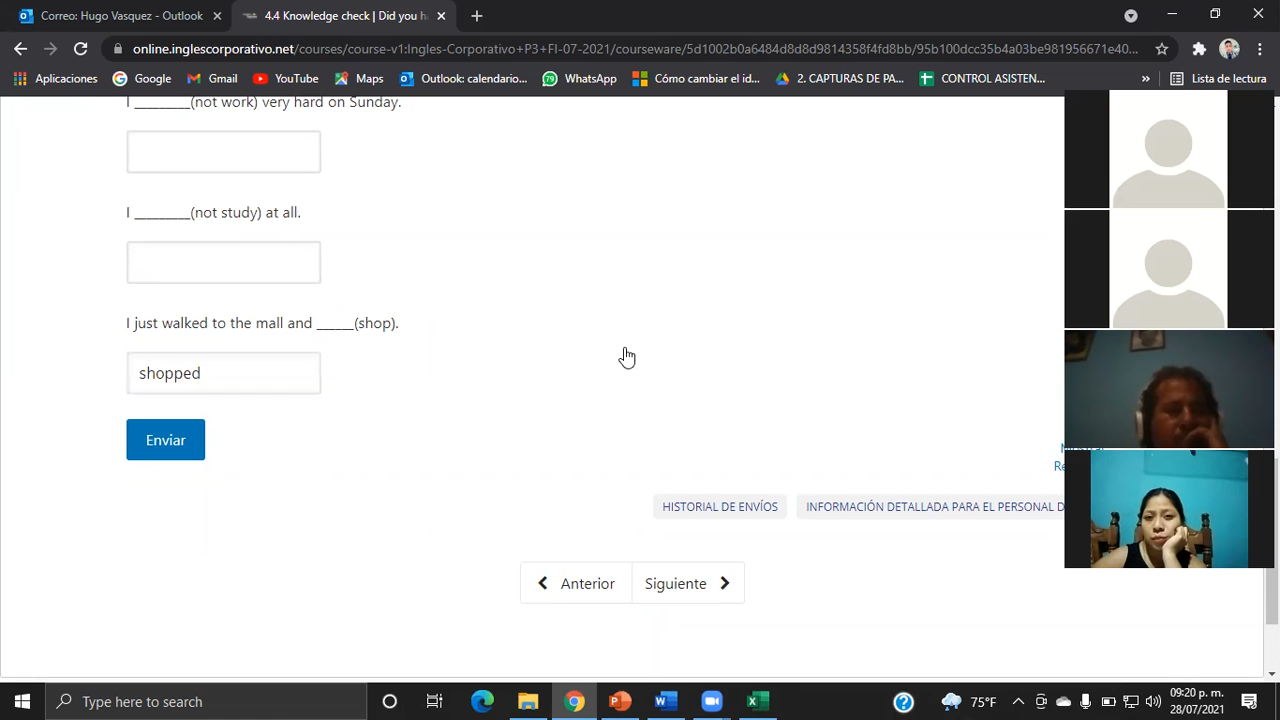 Correo: Hugo Vasquez - Outlook
4.4 Knowledge check | Did you h
online.inglescorporativo.net/courses/course-v1:Ingles-Corporativo+P3+FI-07-2021/courseware/5d1002b0a6484d8d8d9814358f4fd8bb/95b100dcc35b4a03be981956671e40...
Aplicaciones
Google
Gmail
YouTube
Maps
Outlook: calendario...
WhatsApp
Cómo cambiar el id...
2. CAPTURAS DE PA...
CONTROL ASISTEN...
»
Lista de lectura
I _________(not work) very hard on Sunday.
I _________(not study) at all.
I just walked to the mall and ______(shop).
shopped
Enviar
HISTORIAL DE ENVÍOS
INFORMACIÓN DETALLADA PARA EL PERSONAL D
Anterior
Siguiente
Type here to search
75°F
09:20 p. m.
28/07/2021